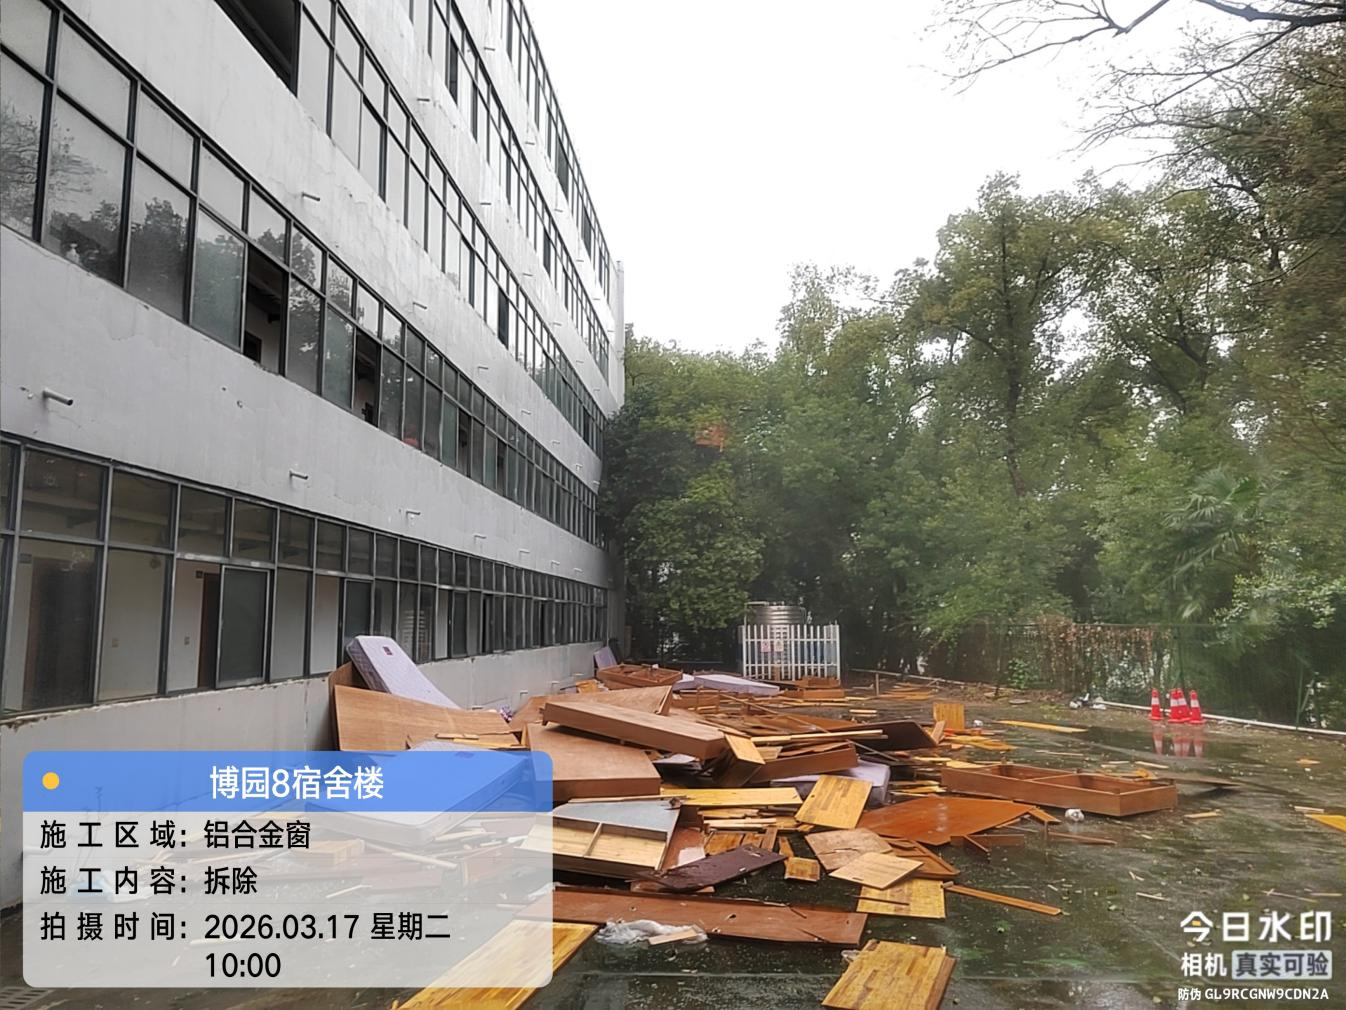 博园8宿舍楼
施工区域：铝合金窗
施工内容：拆除
拍摄时间：2026.03.17 星期二
10:00
今日水印
相机 真实可验
防伪 GL9RCGNW9CDN2A